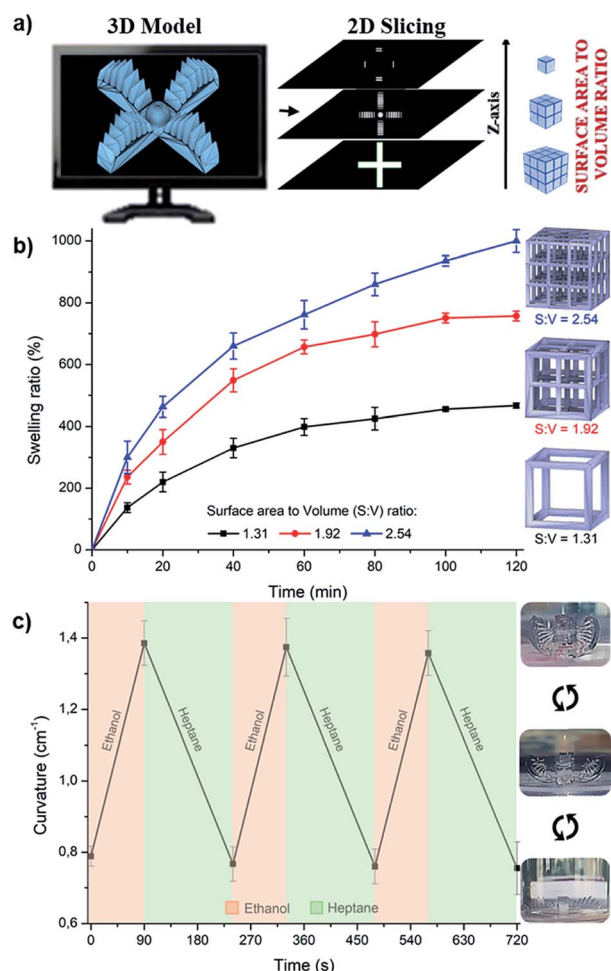 a)
3D Model
2D Slicing
Z-axis
SURFACE AREA TO
VOLUME RATIO
b)
Swelling ratio (%)
1000
800
600
400
200
0
0 20 40 60 80 100 120
Time (min)
Surface area to Volume (S:V) ratio:
1.31 1.92 2.54
S:V = 2.54
S:V = 1.92
S:V = 1.31
c)
Curvature (cm⁻¹)
1,4
1,2
1,0
0,8
0,6
Ethanol
Heptane
Ethanol
Heptane
Ethanol
Heptane
Ethanol Heptane
0 90 180 270 360 450 540 630 720
Time (s)